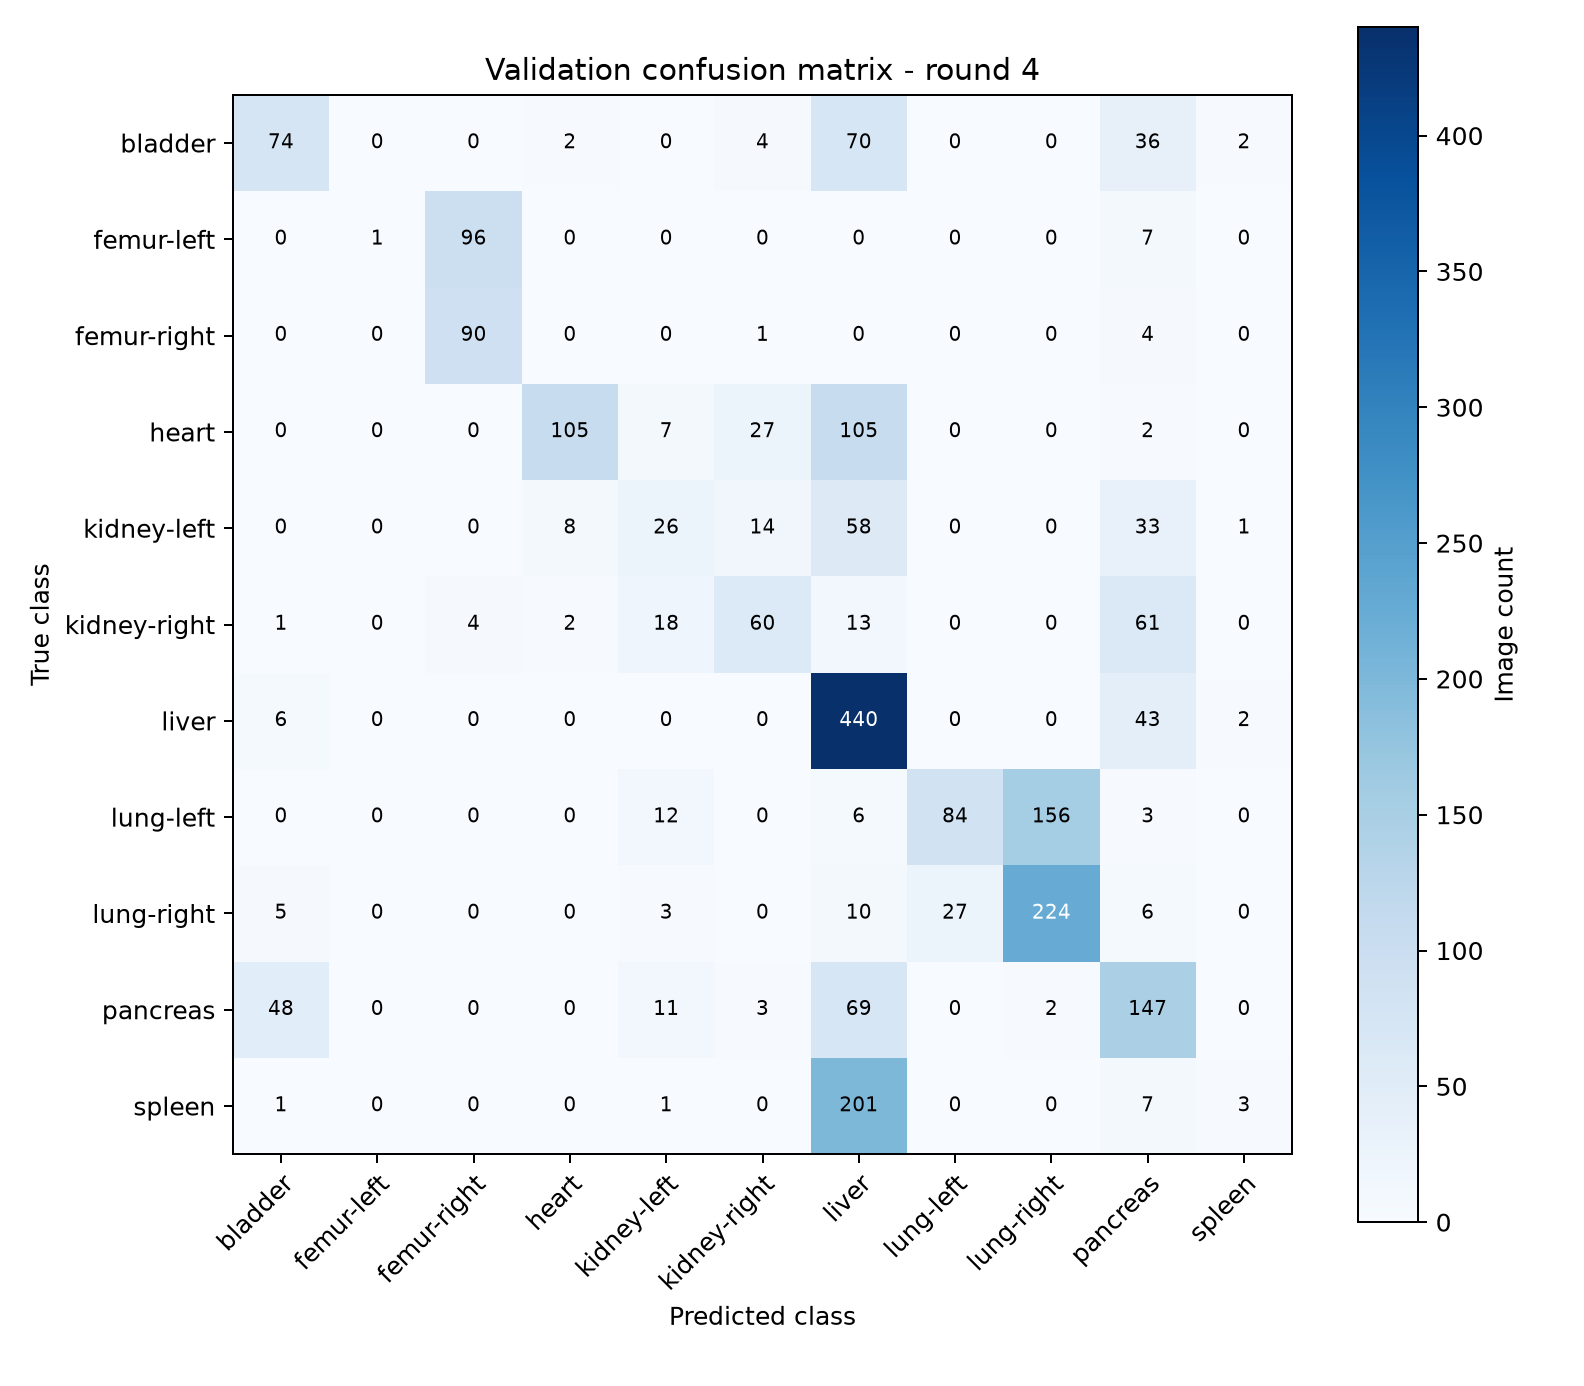 Validation confusion matrix - round 4
bladder 74 0 0 2 0 4 70 0 0 36 2
femur-left 0 1 96 0 0 0 0 0 0 7 0
femur-right 0 0 90 0 0 1 0 0 0 4 0
heart 0 0 0 105 7 27 105 0 0 2 0
kidney-left 0 0 0 8 26 14 58 0 0 33 1
kidney-right 1 0 4 2 18 60 13 0 0 61 0
liver 6 0 0 0 0 0 440 0 0 43 2
lung-left 0 0 0 0 12 0 6 84 156 3 0
lung-right 5 0 0 0 3 0 10 27 224 6 0
pancreas 48 0 0 0 11 3 69 0 2 147 0
spleen 1 0 0 0 1 0 201 0 0 7 3
bladder femur-left femur-right heart kidney-left kidney-right liver lung-left lung-right pancreas spleen
Predicted class
True class
400
350
300
250
200
150
100
50
0
Image count